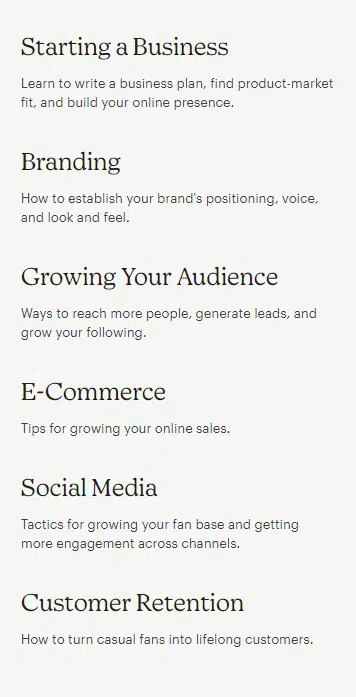 Starting a Business
Learn to write a business plan, find product-market
fit, and build your online presence.
Branding
How to establish your brand's positioning, voice,
and look and feel.
Growing Your Audience
Ways to reach more people, generate leads, and
grow your following.
E-Commerce
Tips for growing your online sales.
Social Media
Tactics for growing your fan base and getting
more engagement across channels.
Customer Retention
How to turn casual fans into lifelong customers.